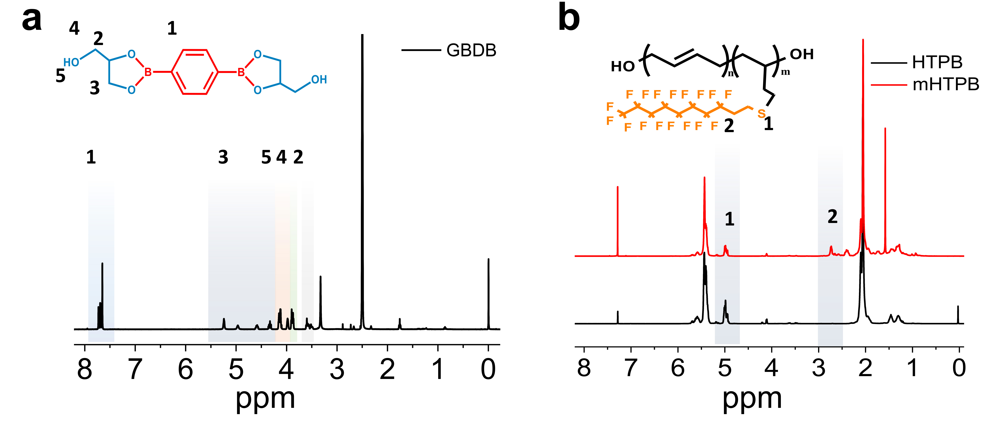 a
4
2
1
HO
5
3
O
O
B
B
O
O
OH
GBDB
1
3
5 4 2
8 7 6 5 4 3 2 1 0
ppm
b
HO
n
m
OH
F F F F F F F F
F
F
F F F F F F F
S
2
1
HTPB
mHTPB
1
2
8 7 6 5 4 3 2 1 0
ppm